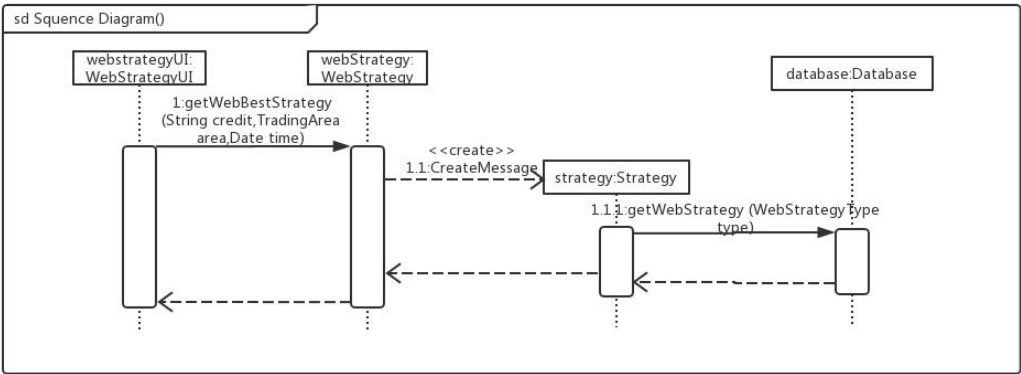 sd Squence Diagram()
webstrategyUI:
WebStrategyUI
webStrategy:
WebStrategy
database:Database
1:getWebBestStrategy
(String credit,TradingArea
area,Date time)
<<create>>
1.1:CreateMessage
strategy:Strategy
1.1.1:getWebStrategy (WebStrategyType
type)